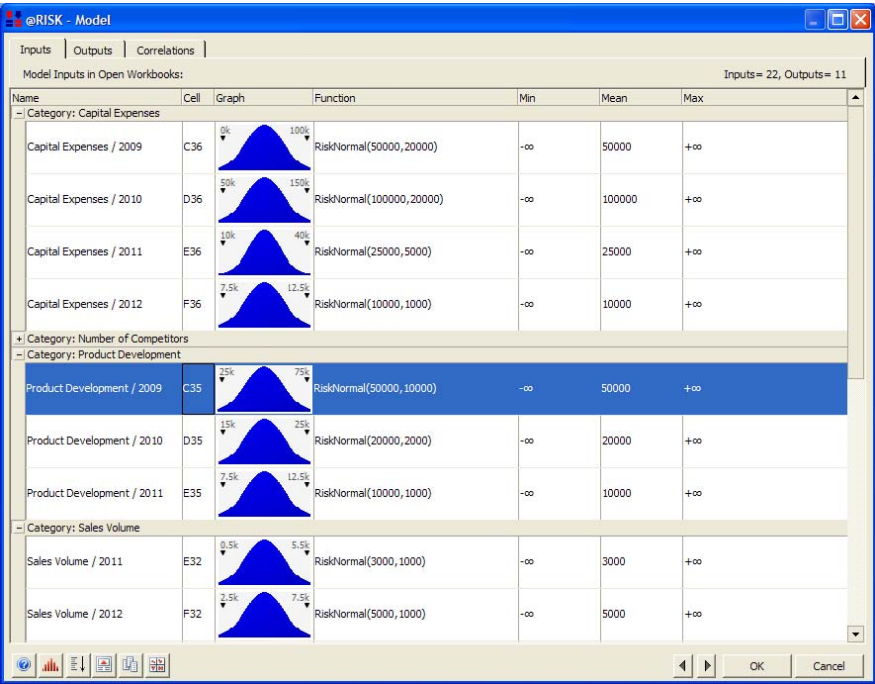 @RISK - Model
Inputs Outputs Correlations
Model Inputs in Open Workbooks: Inputs= 22, Outputs= 11
Name Cell Graph Function Min Mean Max
Category: Capital Expenses
0k 100k
Capital Expenses / 2009 C36 RiskNormal(50000,20000) -∞ 50000 +∞
50k 150k
Capital Expenses / 2010 D36 RiskNormal(100000,20000) -∞ 100000 +∞
10k 40k
Capital Expenses / 2011 E36 RiskNormal(25000,5000) -∞ 25000 +∞
7.5k 12.5k
Capital Expenses / 2012 F36 RiskNormal(10000,1000) -∞ 10000 +∞
Category: Number of Competitors
Category: Product Development
25k 75k
Product Development / 2009 C35 RiskNormal(50000,10000) -∞ 50000 +∞
15k 25k
Product Development / 2010 D35 RiskNormal(20000,2000) -∞ 20000 +∞
7.5k 12.5k
Product Development / 2011 E35 RiskNormal(10000,1000) -∞ 10000 +∞
Category: Sales Volume
0.5k 5.5k
Sales Volume / 2011 E32 RiskNormal(3000,1000) -∞ 3000 +∞
2.5k 7.5k
Sales Volume / 2012 F32 RiskNormal(5000,1000) -∞ 5000 +∞
OK Cancel